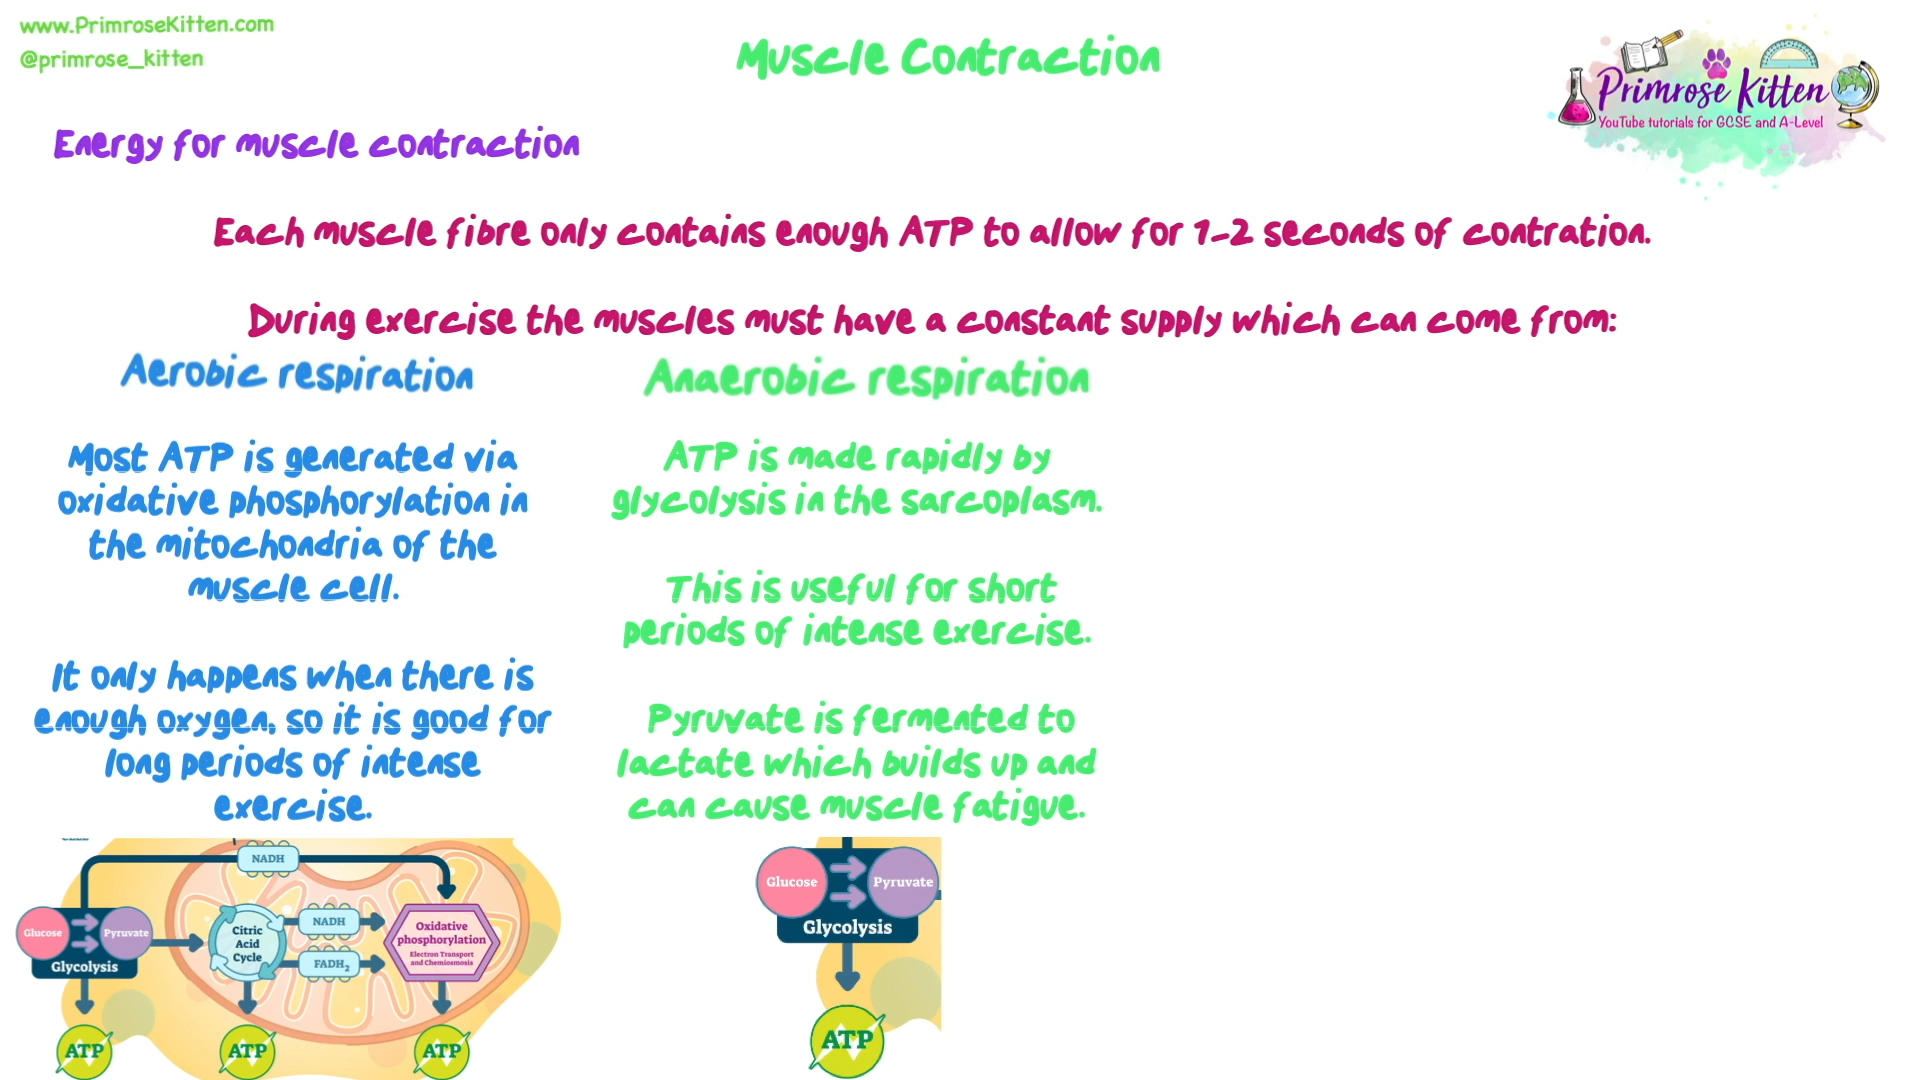 www.PrimroseKitten.com
@primrose_kitten
Muscle Contraction
Primrose Kitten
YouTube tutorials for GCSE and A-Level
Energy for muscle contraction
Each muscle fibre only contains enough ATP to allow for 1-2 seconds of contration.
During exercise the muscles must have a constant supply which can come from:
Aerobic respiration
Most ATP is generated via
oxidative phosphorylation in
the mitochondria of the
muscle cell.
It only happens when there is
enough oxygen, so it is good for
long periods of intense
exercise.
Anaerobic respiration
ATP is made rapidly by
glycolysis in the sarcoplasm.
This is useful for short
periods of intense exercise.
Pyruvate is fermented to
lactate which builds up and
can cause muscle fatigue.
NADH
Glucose
Pyruvate
Glycolysis
Citric
Acid
Cycle
NADH
FADH2
Oxidative
phosphorylation
Electron Transport
and Chemiosmosis
ATP
ATP
ATP
Glucose
Pyruvate
Glycolysis
ATP